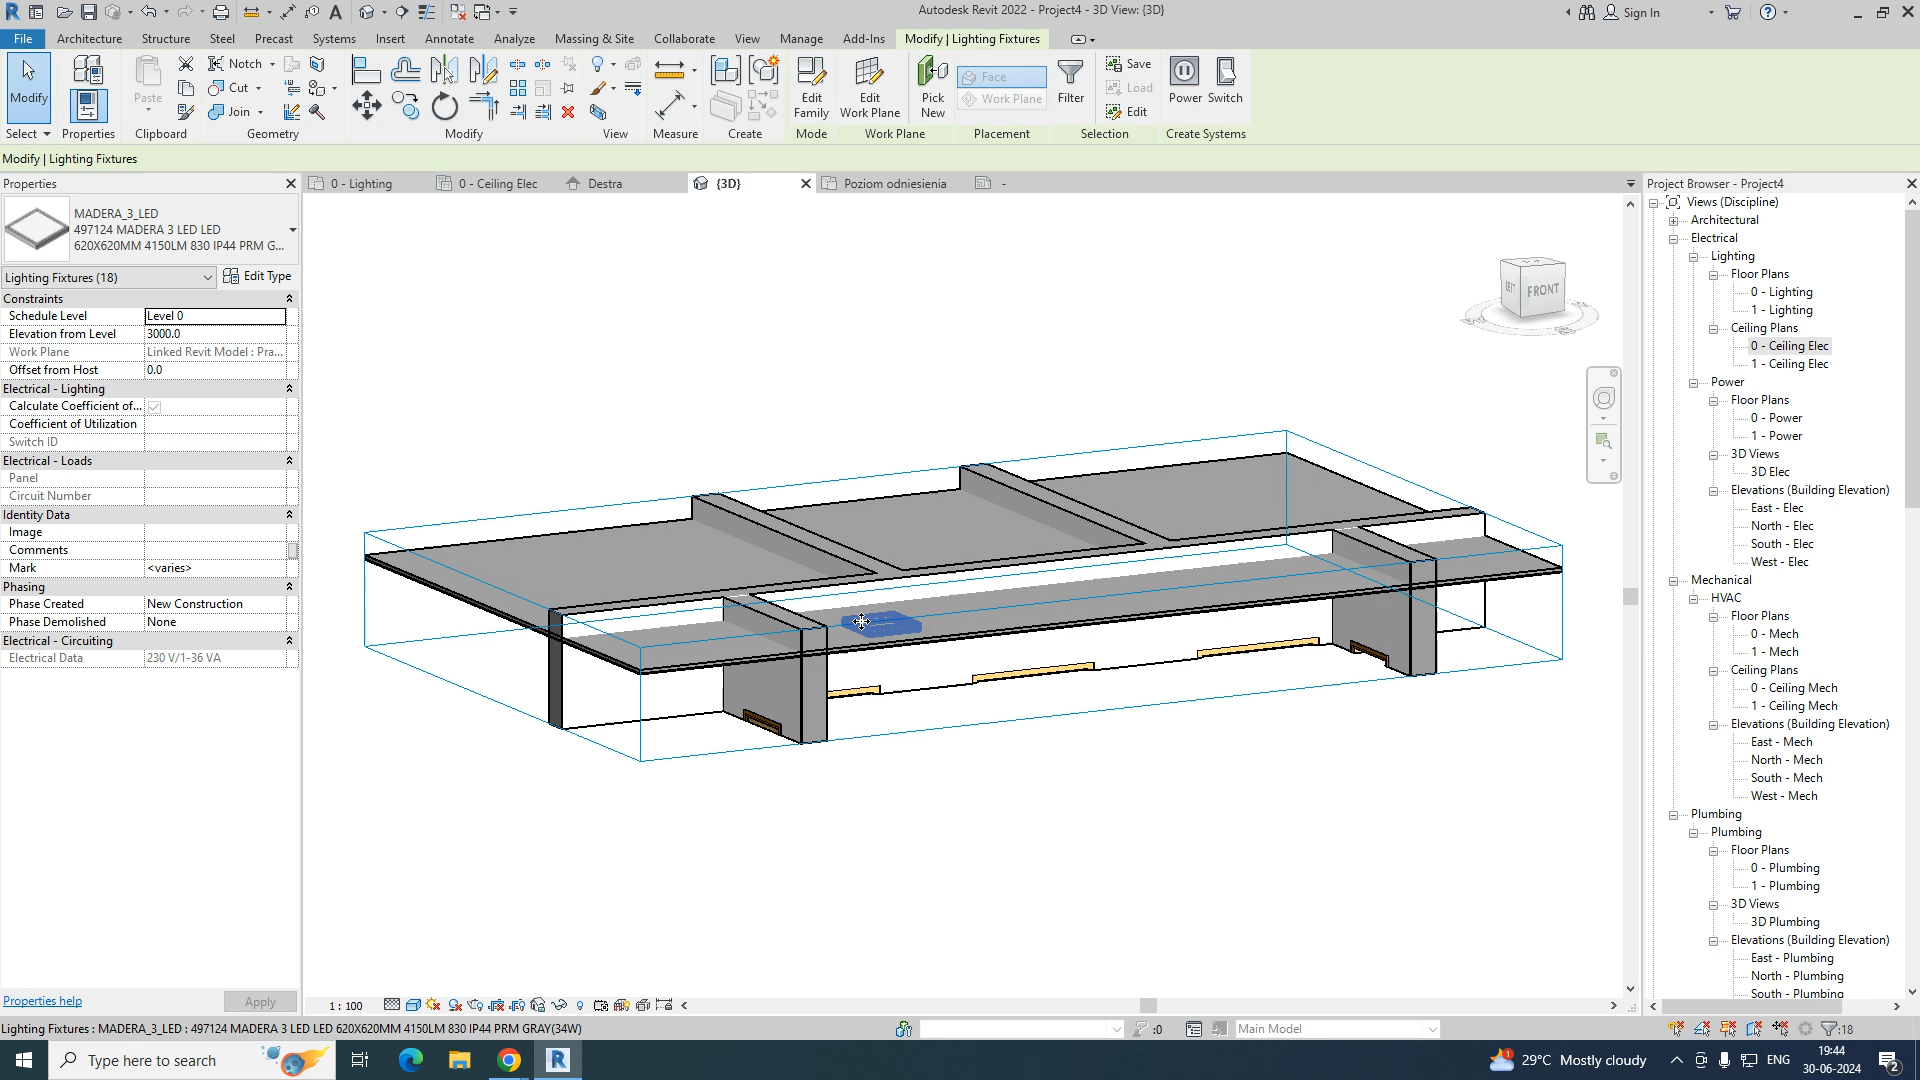 Autodesk Revit 2022 - Project4 - 3D View: {3D}
Sign In
File Architecture Structure Steel Precast Systems Insert Annotate Analyze Massing & Site Collaborate View Manage Add-Ins Modify | Lighting Fixtures
Modify
Select
Properties
Paste
Clipboard
Notch
Cut
Join
Geometry
Modify
View
Measure
Create
Edit
Family
Mode
Edit
Work Plane
Work Plane
Pick
New
Face
Work Plane
Placement
Filter
Save
Load
Edit
Selection
Power Switch
Create Systems
Modify | Lighting Fixtures
Properties
MADERA_3_LED
497124 MADERA 3 LED LED
620X620MM 4150LM 830 IP44 PRM G...
Lighting Fixtures (18)
Edit Type
Constraints
Schedule Level Level 0
Elevation from Level 3000.0
Work Plane Linked Revit Model : Pra...
Offset from Host 0.0
Electrical - Lighting
Calculate Coefficient of...
Coefficient of Utilization
Switch ID
Electrical - Loads
Panel
Circuit Number
Identity Data
Image
Comments
Mark <varies>
Phasing
Phase Created New Construction
Phase Demolished None
Electrical - Circuiting
Electrical Data 230 V/1-36 VA
Properties help
Apply
0 - Lighting
0 - Ceiling Elec
Destra
{3D}
Poziom odniesienia
-
LEFT
FRONT
1 : 100
Project Browser - Project4
Views (Discipline)
Architectural
Electrical
Lighting
Floor Plans
0 - Lighting
1 - Lighting
Ceiling Plans
0 - Ceiling Elec
1 - Ceiling Elec
Power
Floor Plans
0 - Power
1 - Power
3D Views
3D Elec
Elevations (Building Elevation)
East - Elec
North - Elec
South - Elec
West - Elec
Mechanical
HVAC
Floor Plans
0 - Mech
1 - Mech
Ceiling Plans
0 - Ceiling Mech
1 - Ceiling Mech
Elevations (Building Elevation)
East - Mech
North - Mech
South - Mech
West - Mech
Plumbing
Plumbing
Floor Plans
0 - Plumbing
1 - Plumbing
3D Views
3D Plumbing
Elevations (Building Elevation)
East - Plumbing
North - Plumbing
South - Plumbing
Lighting Fixtures : MADERA_3_LED : 497124 MADERA 3 LED LED 620X620MM 4150LM 830 IP44 PRM GRAY(34W)
:0
Main Model
:18
Type here to search
29°C Mostly cloudy
ENG
19:44
30-06-2024
2